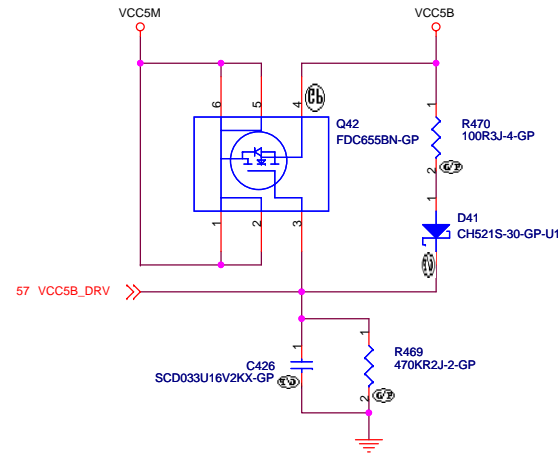 VCC5M
VCC5B
6
5
4
Q42
FDC655BN-GP
1
2
3
1
R470
100R3J-4-GP
2
G/P
1
D41
CH521S-30-GP-U1
57 VCC5B_DRV
1
C426
SCD033U16V2KX-GP
1
R469
470KR2J-2-GP
2
G/P